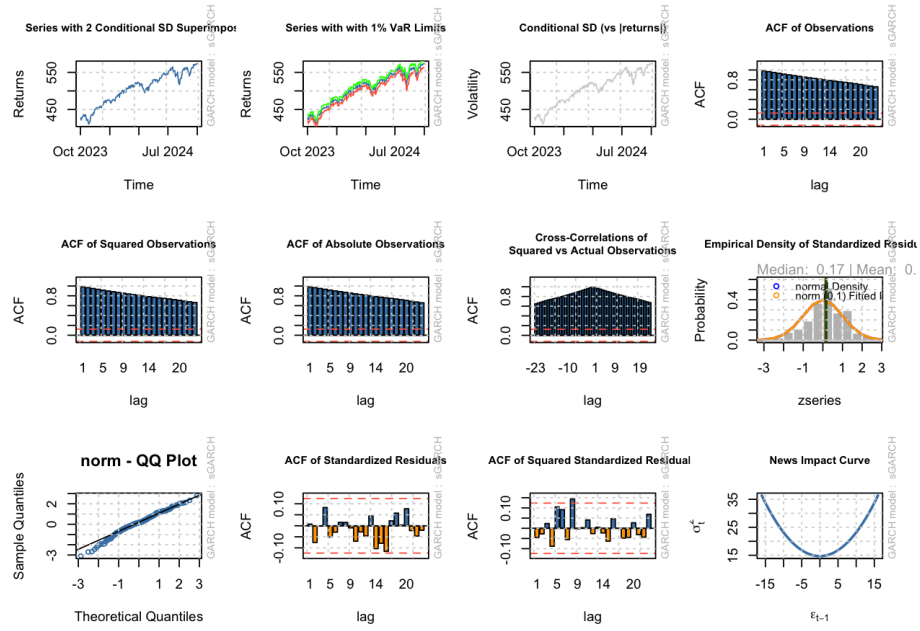 Series with 2 Conditional SD Superimpos
Returns
450 550
Oct 2023 Jul 2024
Time
GARCH model : sGARCH
Series with with 1% VaR Limits
Returns
450 550
Oct 2023 Jul 2024
Time
GARCH model : sGARCH
Conditional SD (vs |returns|)
Volatility
450 550
Oct 2023 Jul 2024
Time
GARCH model : sGARCH
ACF of Observations
ACF
0.0 0.8
1 5 9 14 20
lag
GARCH model : sGARCH
ACF of Squared Observations
ACF
0.0 0.8
1 5 9 14 20
lag
GARCH model : sGARCH
ACF of Absolute Observations
ACF
0.0 0.8
1 5 9 14 20
lag
GARCH model : sGARCH
Cross-Correlations of
Squared vs Actual Observations
ACF
0.0 0.8
-23 -10 1 9 19
lag
GARCH model : sGARCH
Empirical Density of Standardized Residu
Median: 0.17 | Mean: 0.
normal Density
norm (0,1) Fitted
Probability
0.0 0.2 0.4
-3 -1 0 1 2 3
zseries
GARCH model : sGARCH
norm - QQ Plot
Sample Quantiles
-3 0 2
-3 -1 0 1 2 3
Theoretical Quantiles
GARCH model : sGARCH
ACF of Standardized Residuals
ACF
-0.10 0.10
1 5 9 14 20
lag
GARCH model : sGARCH
ACF of Squared Standardized Residual
ACF
-0.10 0.10
1 5 9 14 20
lag
GARCH model : sGARCH
News Impact Curve
15 25 35
-15 -5 5 15
εt−1
GARCH model : sGARCH